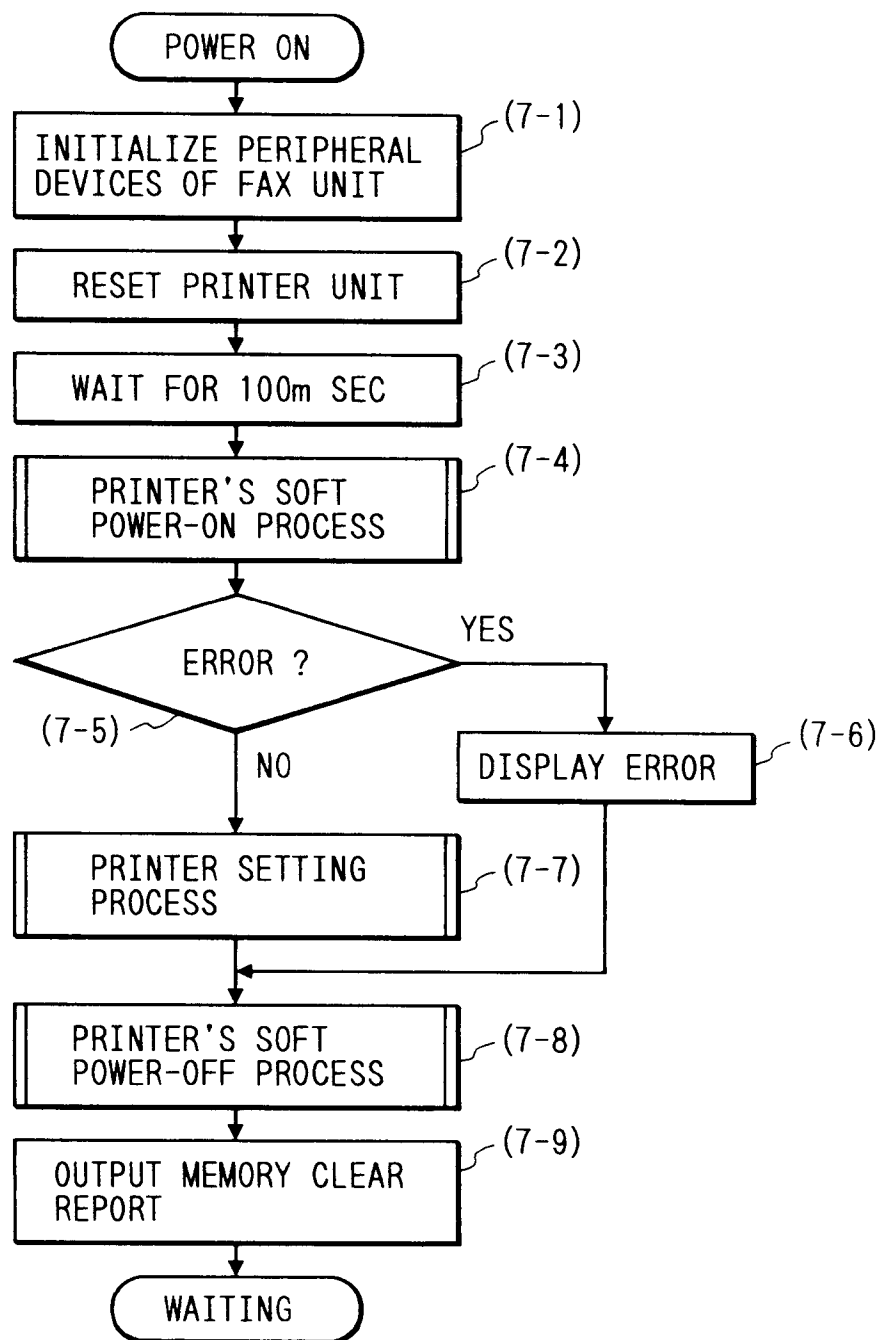 POWER ON
(7-1)
INITIALIZE PERIPHERAL
DEVICES OF FAX UNIT
(7-2)
RESET PRINTER UNIT
(7-3)
WAIT FOR 100m SEC
(7-4)
PRINTER'S SOFT
POWER-ON PROCESS
YES
ERROR ?
(7-5)
NO
(7-6)
DISPLAY ERROR
PRINTER SETTING
PROCESS
(7-7)
PRINTER'S SOFT
POWER-OFF PROCESS
(7-8)
(7-9)
OUTPUT MEMORY CLEAR
REPORT
WAITING